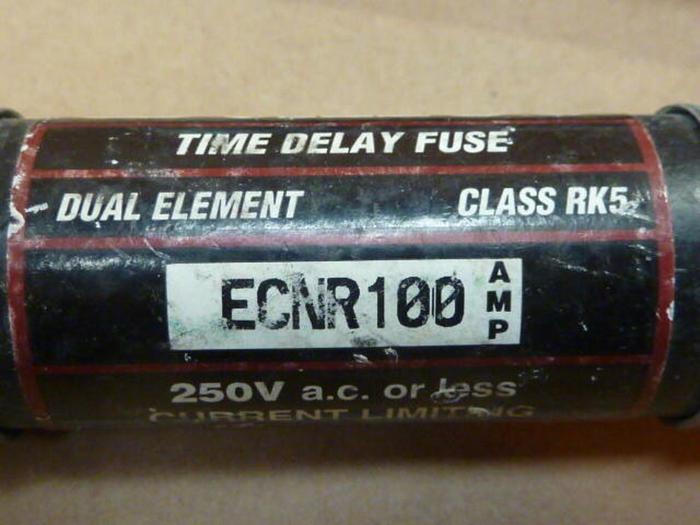 TIME DELAY FUSE
DUAL ELEMENT CLASS RK5
ECNR100 AMP
250V a.c. or less
CURRENT LIMITING